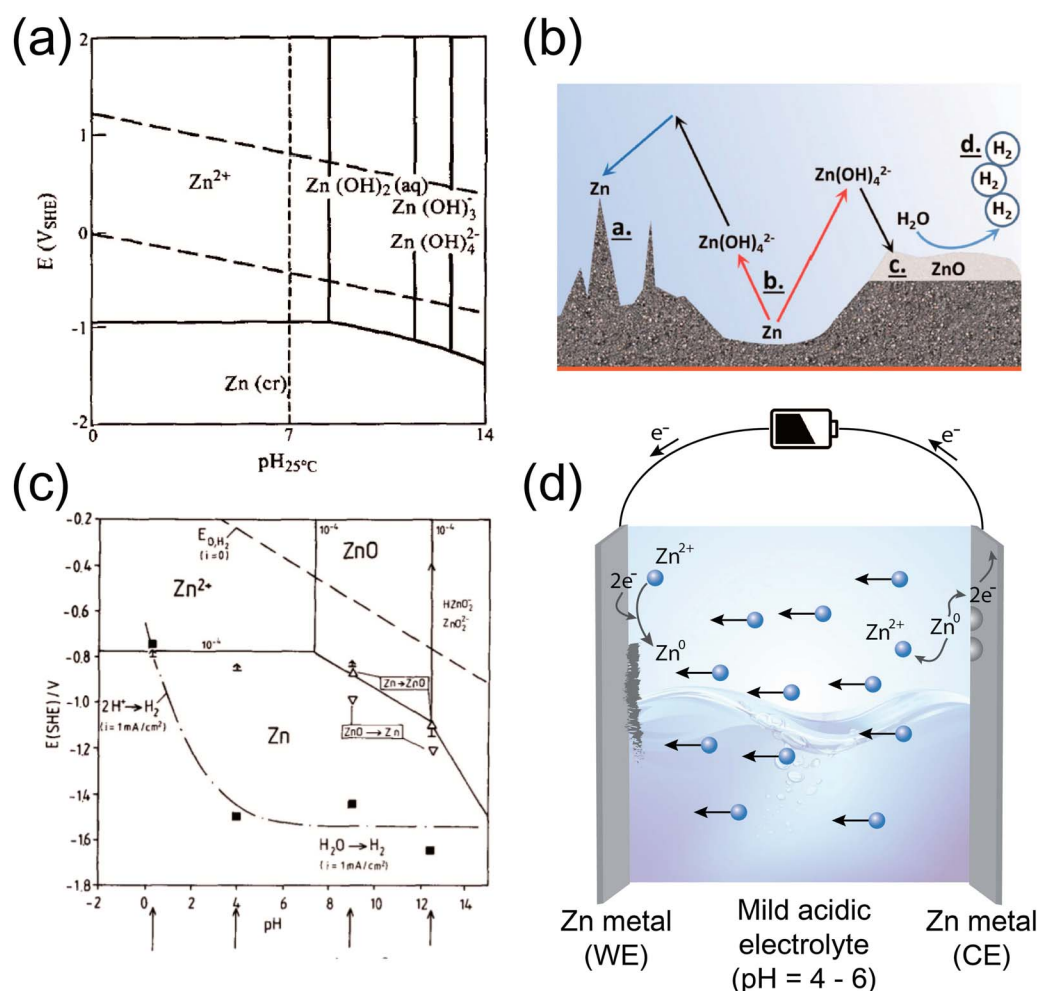 (a)
2
1
0
-1
-2
E (V_SHE)
Zn²⁺
Zn (OH)₂ (aq)
Zn (OH)₃⁻
Zn (OH)₄²⁻
Zn (cr)
0
7
14
pH₂₅°C
(b)
Zn
a.
Zn(OH)₄²⁻
b.
Zn
Zn(OH)₄²⁻
H₂O
c.
ZnO
d.
H₂
H₂
H₂
(c)
-0.2
-0.4
-0.6
-0.8
-1.0
-1.2
-1.4
-1.6
-1.8
E(SHE)/V
E_O,H₂
(i=0)
10⁻⁴
ZnO
10⁻⁴
Zn²⁺
HZnO₂⁻
ZnO₂²⁻
10⁻⁴
Zn→ZnO
2H⁺→H₂
(i=1mA/cm²)
Zn
ZnO→Zn
H₂O→H₂
(i=1mA/cm²)
-2
0
2
4
6
8
10
12
14
pH
(d)
e⁻
e⁻
Zn²⁺
2e⁻
Zn⁰
2e⁻
Zn²⁺
Zn⁰
Zn metal
(WE)
Mild acidic
electrolyte
(pH = 4 - 6)
Zn metal
(CE)